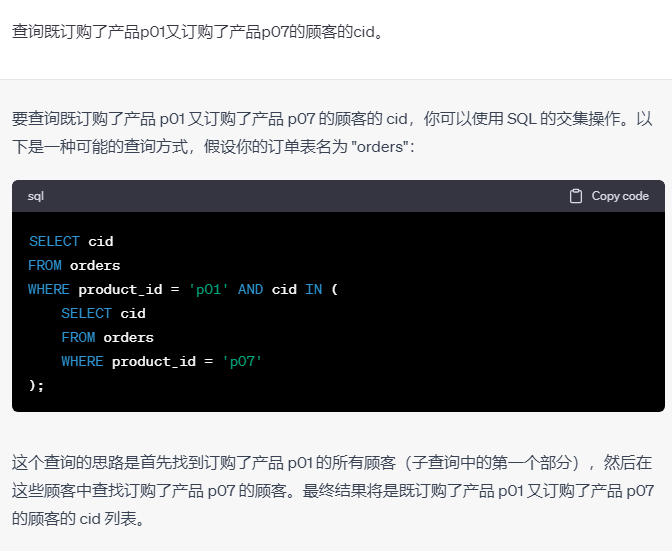 查询既订购了产品p01又订购了产品p07的顾客的cid。
要查询既订购了产品 p01 又订购了产品 p07 的顾客的 cid，你可以使用 SQL 的交集操作。以
下是一种可能的查询方式，假设你的订单表名为 "orders"：
sql Copy code
SELECT cid
FROM orders
WHERE product_id = 'p01' AND cid IN (
    SELECT cid
    FROM orders
    WHERE product_id = 'p07'
);
这个查询的思路是首先找到订购了产品 p01 的所有顾客（子查询中的第一个部分），然后在
这些顾客中查找订购了产品 p07 的顾客。最终结果将是既订购了产品 p01 又订购了产品 p07
的顾客的 cid 列表。